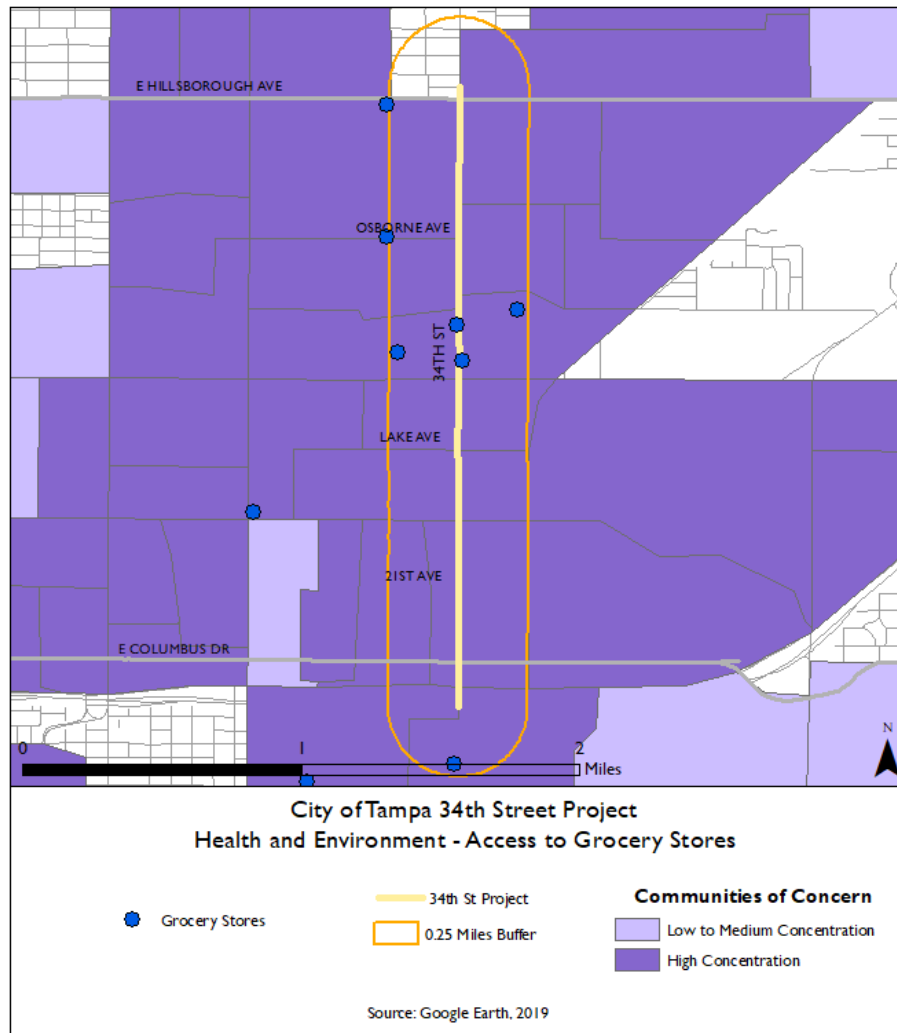 E HILLSBOROUGH AVE
OSBORNE AVE
34TH ST
LAKE AVE
21ST AVE
E COLUMBUS DR
N
0 1 2
Miles
City of Tampa 34th Street Project
Health and Environment - Access to Grocery Stores
Grocery Stores
34th St Project
0.25 Miles Buffer
Communities of Concern
Low to Medium Concentration
High Concentration
Source: Google Earth, 2019